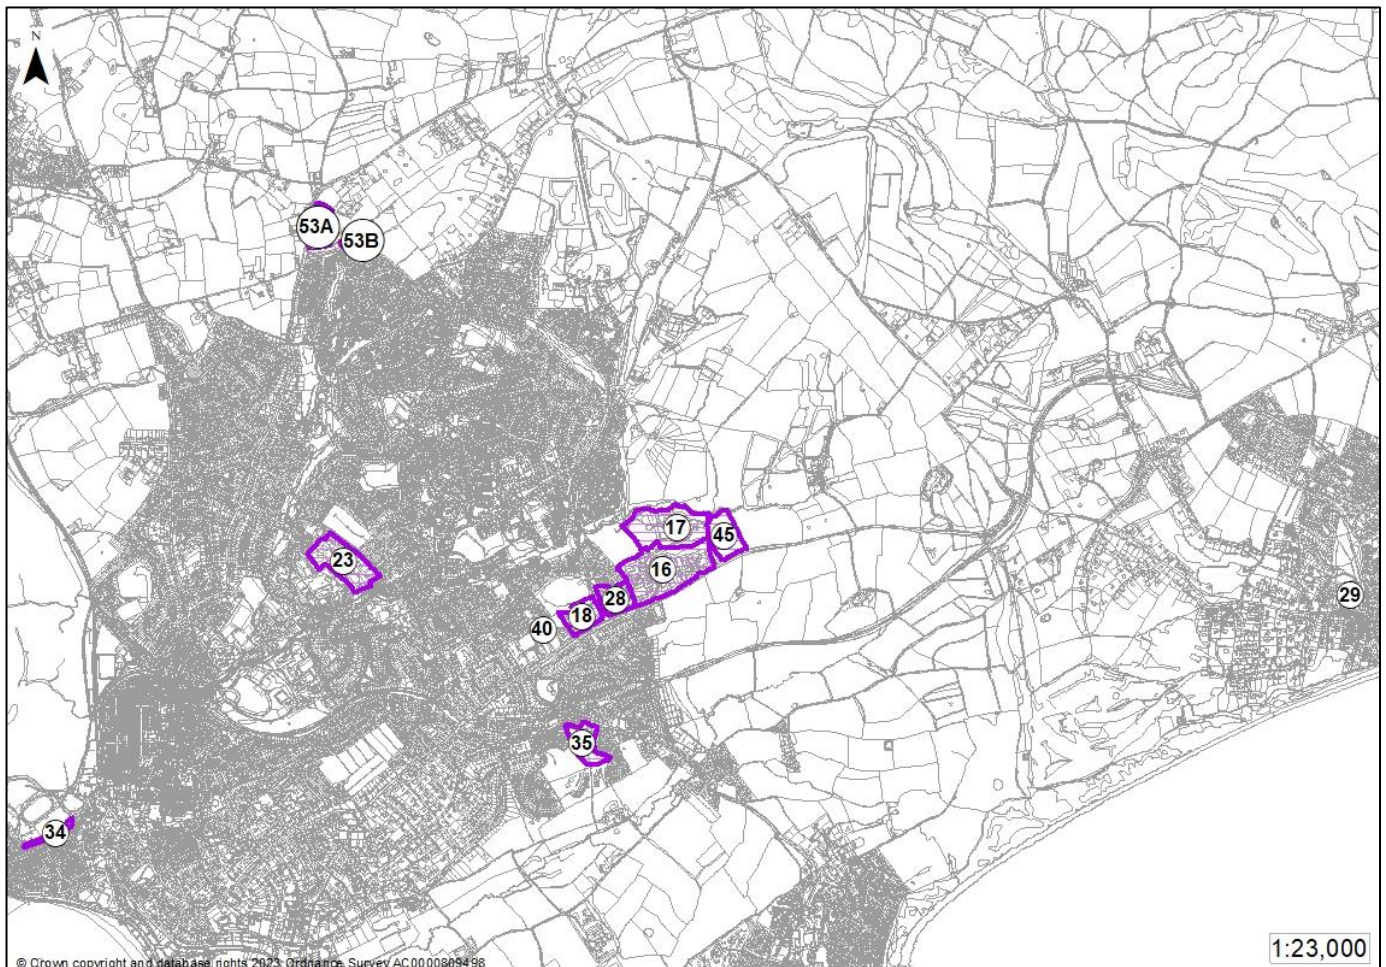 N
53A
53B
17
45
23
16
28
29
18
40
35
34
1:23,000
© Crown copyright and database rights 2023 Ordnance Survey AC0000809498